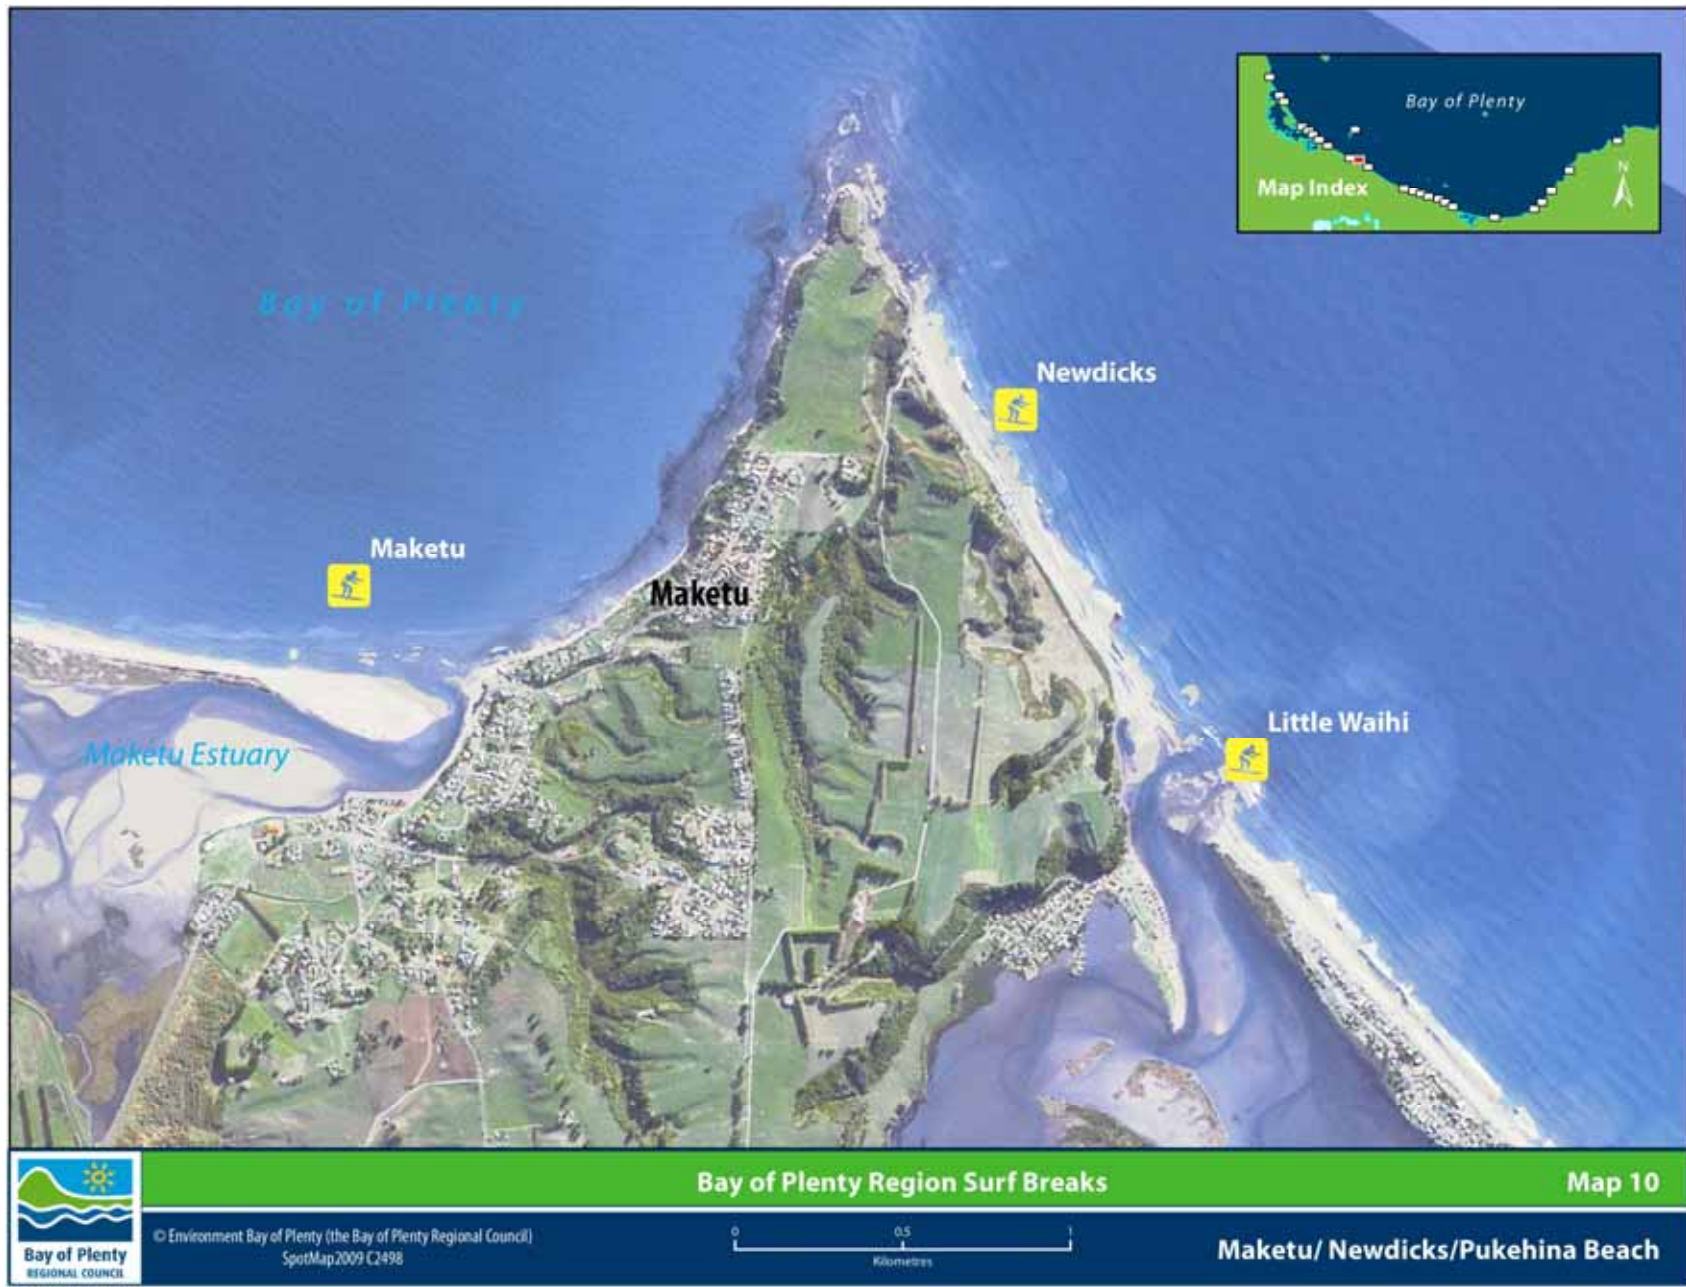 Bay of Plenty
Map Index
N
Bay of Plenty
Newdicks
Maketu
Maketu
Little Waihi
Maketu Estuary
Bay of Plenty Region Surf Breaks
Map 10
Bay of Plenty
REGIONAL COUNCIL
© Environment Bay of Plenty (the Bay of Plenty Regional Council)
SpotMap2009 C2498
0 0.5 1
Kilometres
Maketu/ Newdicks/Pukehina Beach